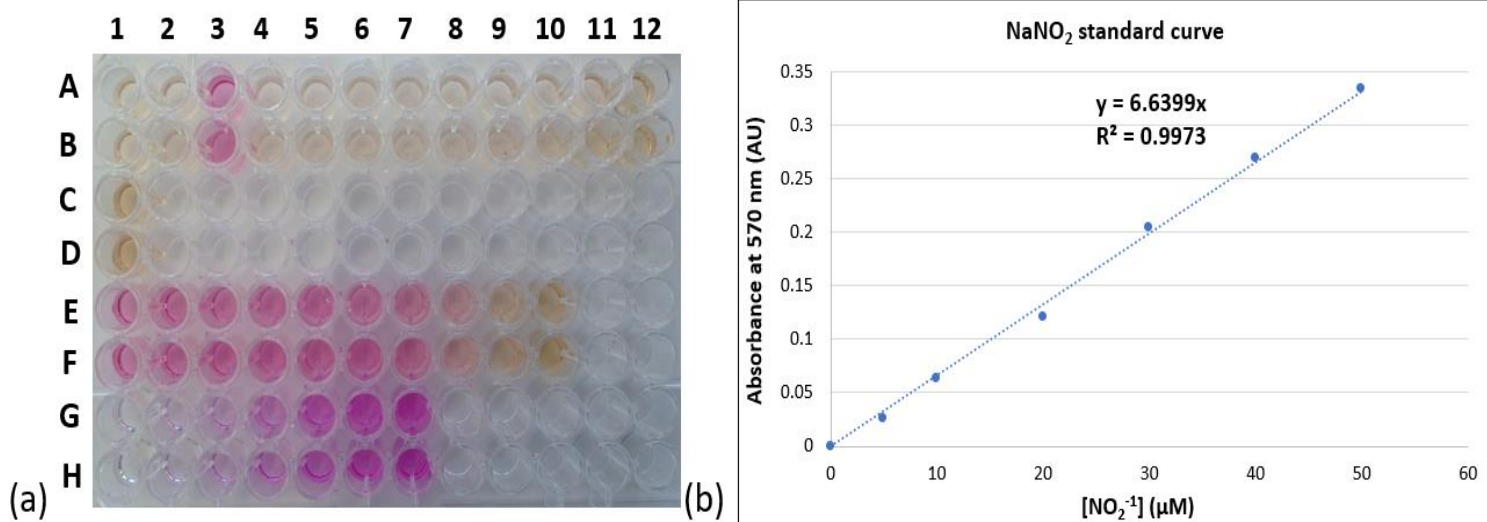 1 2 3 4 5 6 7 8 9 10 11 12
A
B
C
D
E
F
G
H
(a)
(b)
NaNO₂ standard curve
y = 6.6399x
R² = 0.9973
0.35
0.3
0.25
0.2
0.15
0.1
0.05
0
Absorbance at 570 nm (AU)
0 10 20 30 40 50 60
[NO₂⁻¹] (µM)